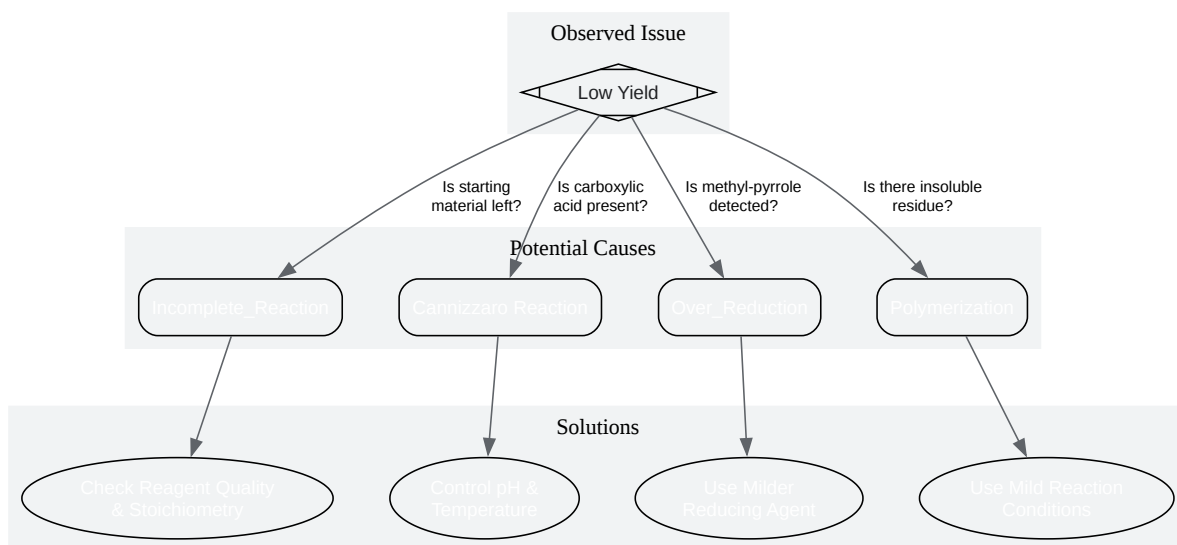 Observed Issue
Low Yield
Is starting
material left?
Is carboxylic
acid present?
Is methyl-pyrrole
detected?
Is there insoluble
residue?
Potential Causes
Incomplete_Reaction
Cannizzaro Reaction
Over_Reduction
Polymerization
Solutions
Check Reagent Quality
& Stoichiometry
Control pH &
Temperature
Use Milder
Reducing Agent
Use Mild Reaction
Conditions